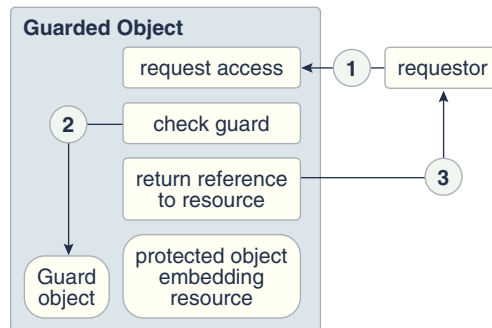 Guarded Object
request access
1
requestor
2
check guard
return reference
to resource
3
Guard
object
protected object
embedding
resource